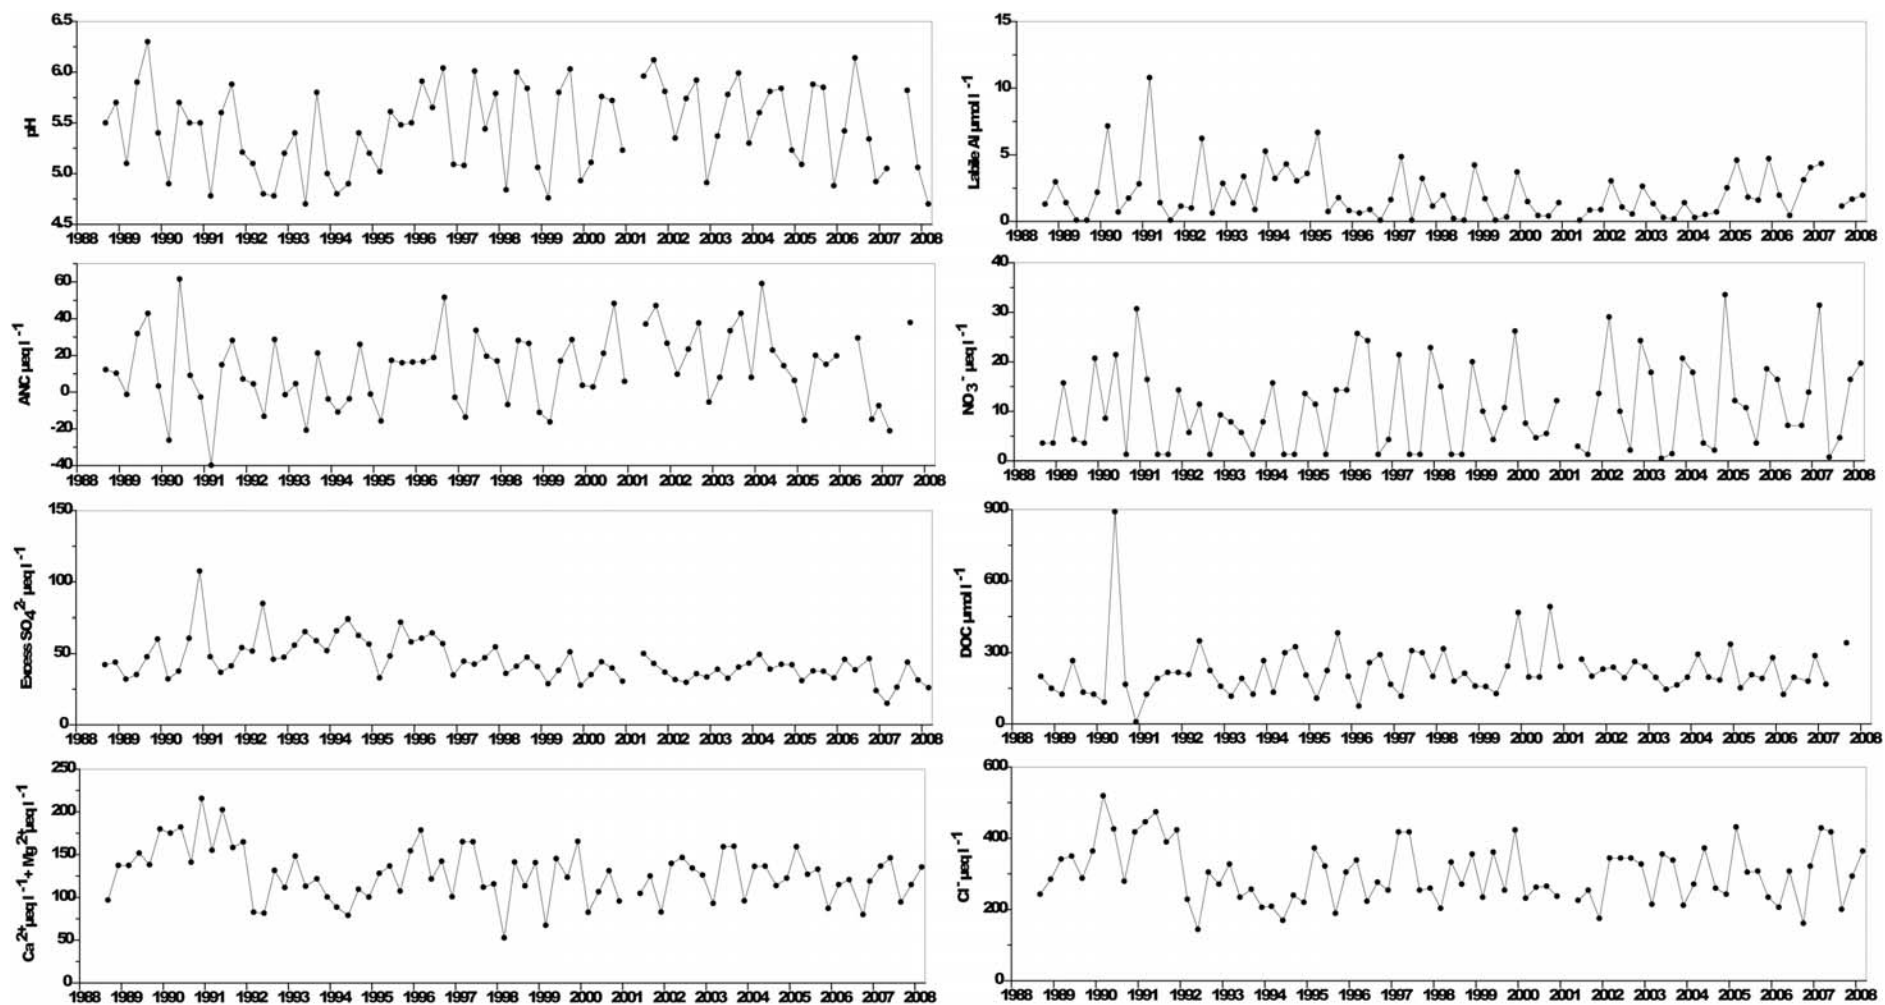 pH
6.5
6.0
5.5
5.0
4.5
1988 1989 1990 1991 1992 1993 1994 1995 1996 1997 1998 1999 2000 2001 2002 2003 2004 2005 2006 2007 2008
Labile Al µmol l⁻¹
15
10
5
0
1988 1989 1990 1991 1992 1993 1994 1995 1996 1997 1998 1999 2000 2001 2002 2003 2004 2005 2006 2007 2008
ANC µeq l⁻¹
60
40
20
0
-20
-40
1988 1989 1990 1991 1992 1993 1994 1995 1996 1997 1998 1999 2000 2001 2002 2003 2004 2005 2006 2007 2008
NO₃⁻ µeq l⁻¹
40
30
20
10
0
1988 1989 1990 1991 1992 1993 1994 1995 1996 1997 1998 1999 2000 2001 2002 2003 2004 2005 2006 2007 2008
Excess SO₄²⁻ µeq l⁻¹
150
100
50
0
1988 1989 1990 1991 1992 1993 1994 1995 1996 1997 1998 1999 2000 2001 2002 2003 2004 2005 2006 2007 2008
DOC µmol l⁻¹
900
600
300
0
1988 1989 1990 1991 1992 1993 1994 1995 1996 1997 1998 1999 2000 2001 2002 2003 2004 2005 2006 2007 2008
Ca²⁺µeq l⁻¹ + Mg²⁺µeq l⁻¹
250
200
150
100
50
0
1988 1989 1990 1991 1992 1993 1994 1995 1996 1997 1998 1999 2000 2001 2002 2003 2004 2005 2006 2007 2008
Cl⁻µeq l⁻¹
600
400
200
0
1988 1989 1990 1991 1992 1993 1994 1995 1996 1997 1998 1999 2000 2001 2002 2003 2004 2005 2006 2007 2008